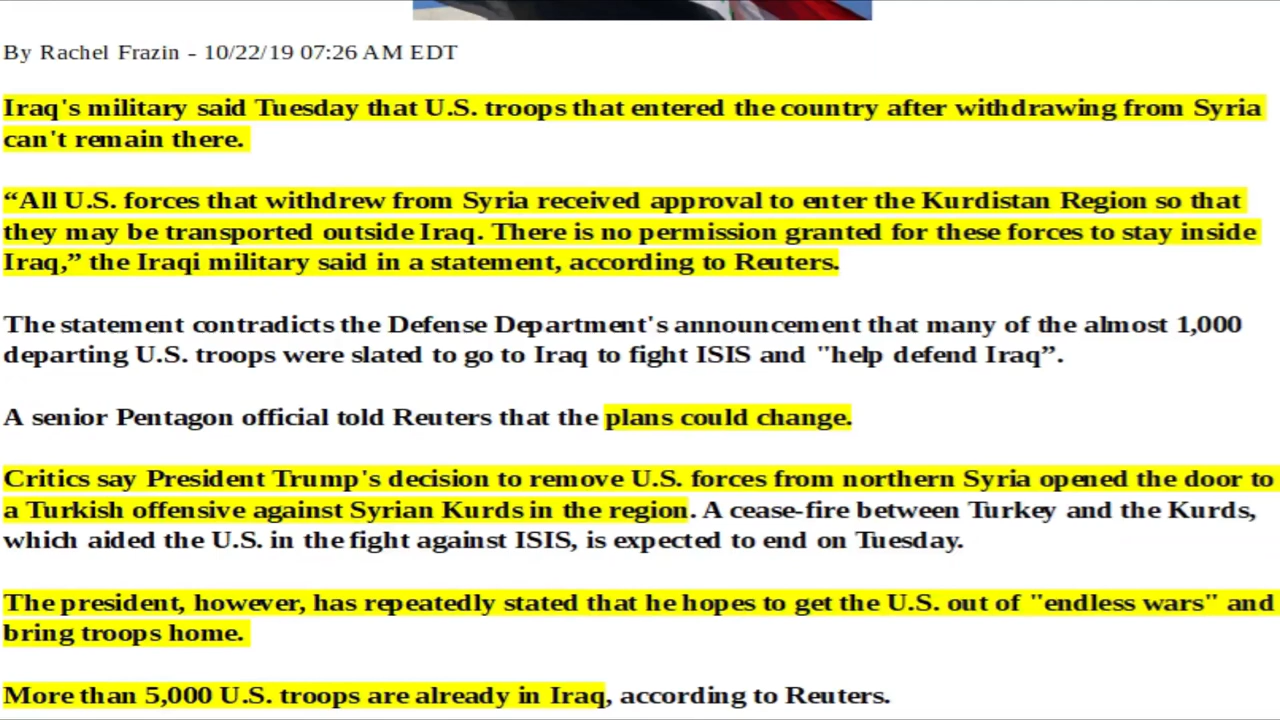 By Rachel Frazin - 10/22/19 07:26 AM EDT
Iraq's military said Tuesday that U.S. troops that entered the country after withdrawing from Syria
can't remain there.
“All U.S. forces that withdrew from Syria received approval to enter the Kurdistan Region so that
they may be transported outside Iraq. There is no permission granted for these forces to stay inside
Iraq,” the Iraqi military said in a statement, according to Reuters.
The statement contradicts the Defense Department's announcement that many of the almost 1,000
departing U.S. troops were slated to go to Iraq to fight ISIS and "help defend Iraq”.
A senior Pentagon official told Reuters that the plans could change.
Critics say President Trump's decision to remove U.S. forces from northern Syria opened the door to
a Turkish offensive against Syrian Kurds in the region. A cease-fire between Turkey and the Kurds,
which aided the U.S. in the fight against ISIS, is expected to end on Tuesday.
The president, however, has repeatedly stated that he hopes to get the U.S. out of "endless wars" and
bring troops home.
More than 5,000 U.S. troops are already in Iraq, according to Reuters.